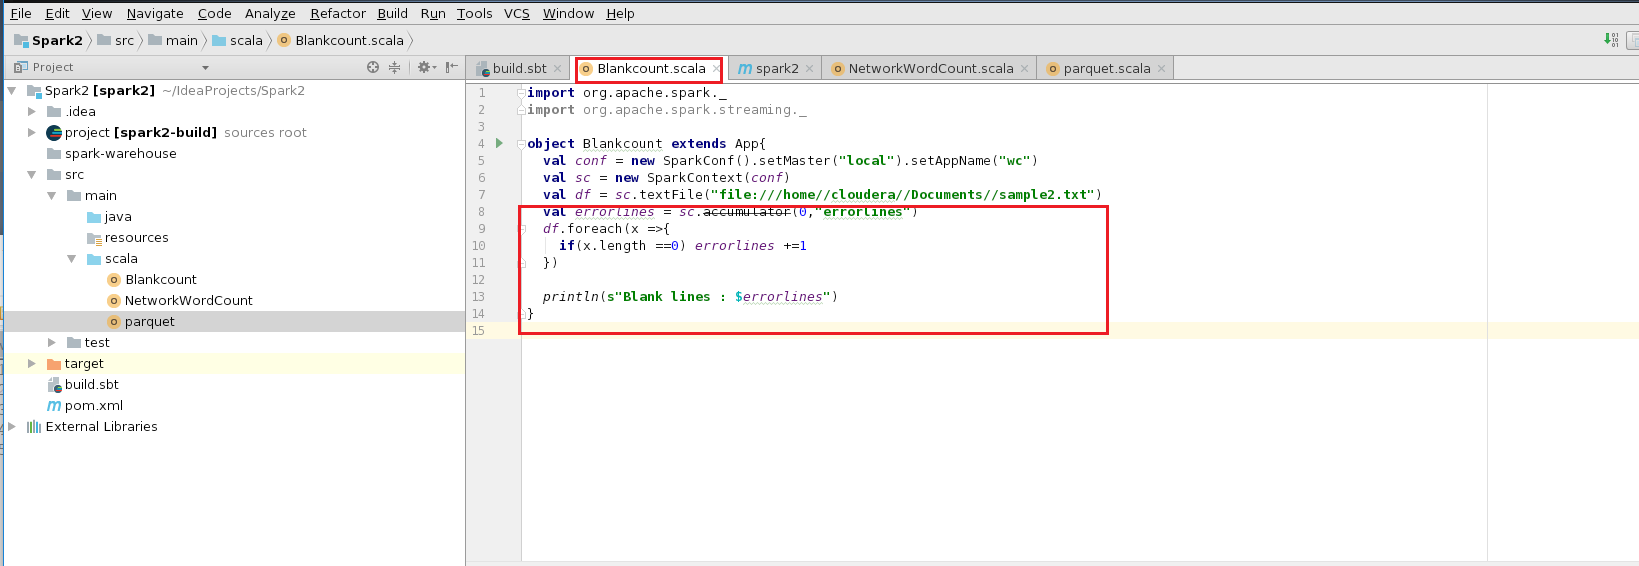 File Edit View Navigate Code Analyze Refactor Build Run Tools VCS Window Help
Spark2 src main scala Blankcount.scala
Project
build.sbt Blankcount.scala spark2 NetworkWordCount.scala parquet.scala
Spark2 [spark2] ~/IdeaProjects/Spark2
.idea
project [spark2-build] sources root
spark-warehouse
src
main
java
resources
scala
Blankcount
NetworkWordCount
parquet
test
target
build.sbt
pom.xml
External Libraries
1 import org.apache.spark._
2 import org.apache.spark.streaming._
3
4 object Blankcount extends App{
5 val conf = new SparkConf().setMaster("local").setAppName("wc")
6 val sc = new SparkContext(conf)
7 val df = sc.textFile("file:///home//cloudera//Documents//sample2.txt")
8 val errorlines = sc.accumulator(0,"errorlines")
9 df.foreach(x =>{
10 if(x.length ==0) errorlines +=1
11 })
12
13 println(s"Blank lines : $errorlines")
14 }
15